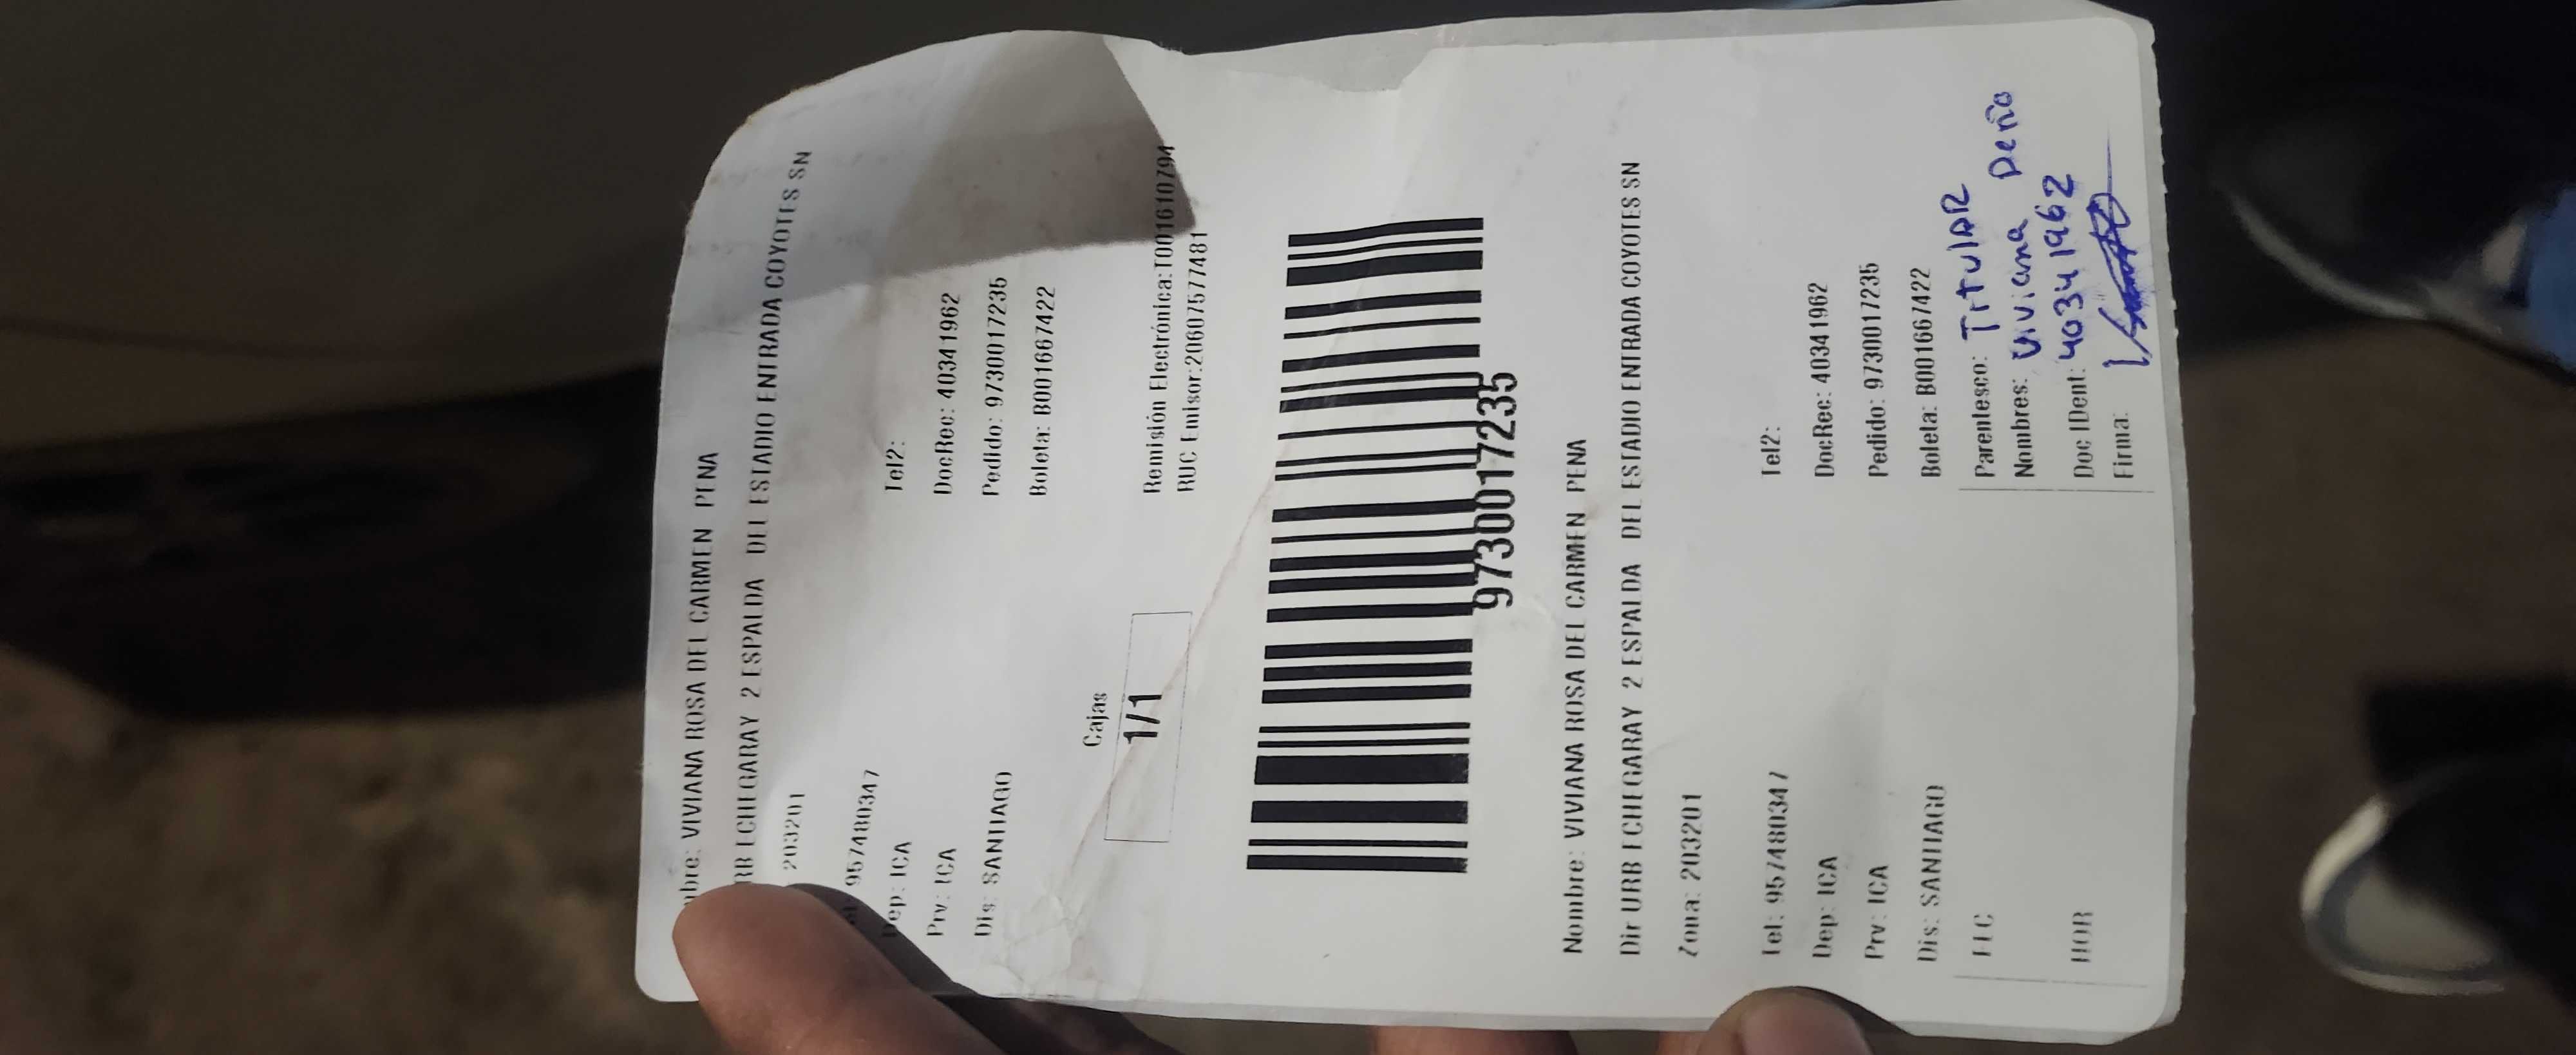 bre: VIVIANA ROSA DEL CARMEN PENA
RB ECHEGARAY 2 ESPALDA DEL ESTADIO ENTRADA COYOTES SN
203201
957480347
Tel2:
ep: ICA
DocRec: 40341962
Prv: ICA
Pedido: 9730017235
Dis: SANTIAGO
Boleta: B001667422
Cajas
1/1
Remisión Electrónica:T001610794
RUC Emisor:20607577481
9730017235
Nombre: VIVIANA ROSA DEL CARMEN PENA
Dir URB ECHEGARAY 2 ESPALDA DEL ESTADIO ENTRADA COYOTES SN
Zona: 203201
Tel: 957480347
Tel2:
Dep: ICA
DocRec: 40341962
Prv: ICA
Pedido: 9730017235
Dis: SANTIAGO
Boleta: B001667422
FEC
Parentesco: TITULAR
Nombres: Viviana Peña
HOR
Doc IDent: 40341962
Firma: